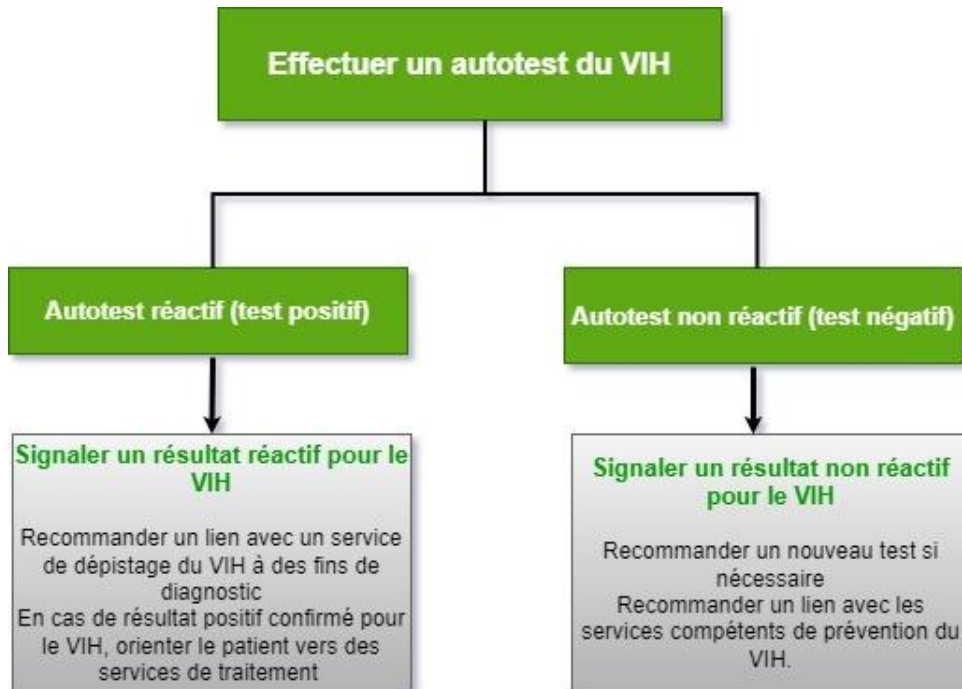 Effectuer un autotest du VIH
Autotest réactif (test positif)
Autotest non réactif (test négatif)
Signaler un résultat réactif pour le
VIH
Recommander un lien avec un service
de dépistage du VIH à des fins de
diagnostic
En cas de résultat positif confirmé pour
le VIH, orienter le patient vers des
services de traitement
Signaler un résultat non réactif
pour le VIH
Recommander un nouveau test si
nécessaire
Recommander un lien avec les
services compétents de prévention du
VIH.